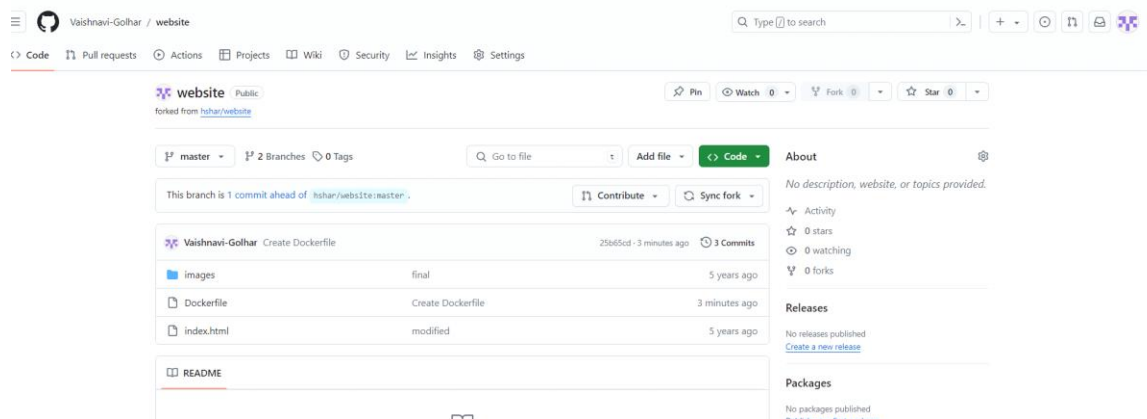 Vaishnavi-Golhar / website
Type / to search
Code Pull requests Actions Projects Wiki Security Insights Settings
website Public
Pin Watch 0 Fork 0 Star 0
forked from hshar/website
master 2 Branches 0 Tags Go to file t Add file Code
This branch is 1 commit ahead of hshar/website:master .
Contribute Sync fork
Vaishnavi-Golhar Create Dockerfile 25b65cd · 3 minutes ago 3 Commits
images final 5 years ago
Dockerfile Create Dockerfile 3 minutes ago
index.html modified 5 years ago
README
About
No description, website, or topics provided.
Activity
0 stars
0 watching
0 forks
Releases
No releases published
Create a new release
Packages
No packages published